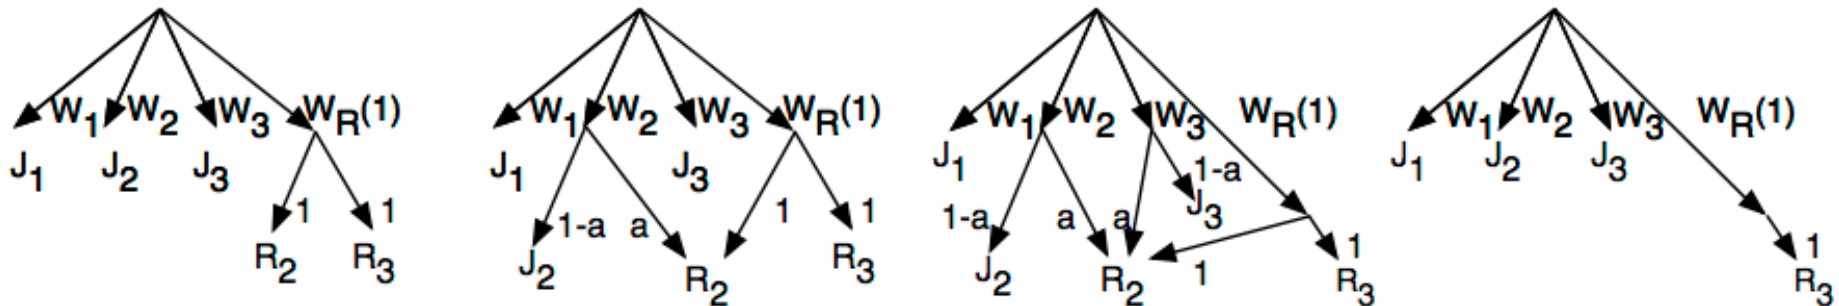 W1 W2 W3 WR(1)
J1 J2 J3
1 1
R2 R3
W1 W2 W3 WR(1)
J1 J3
1-a a 1 1
J2 R2 R3
W1 W2 W3 WR(1)
J1 1-a
J3
1-a a a 1 1
J2 R2 R3
W1 W2 W3 WR(1)
J1 J2 J3
1
R3